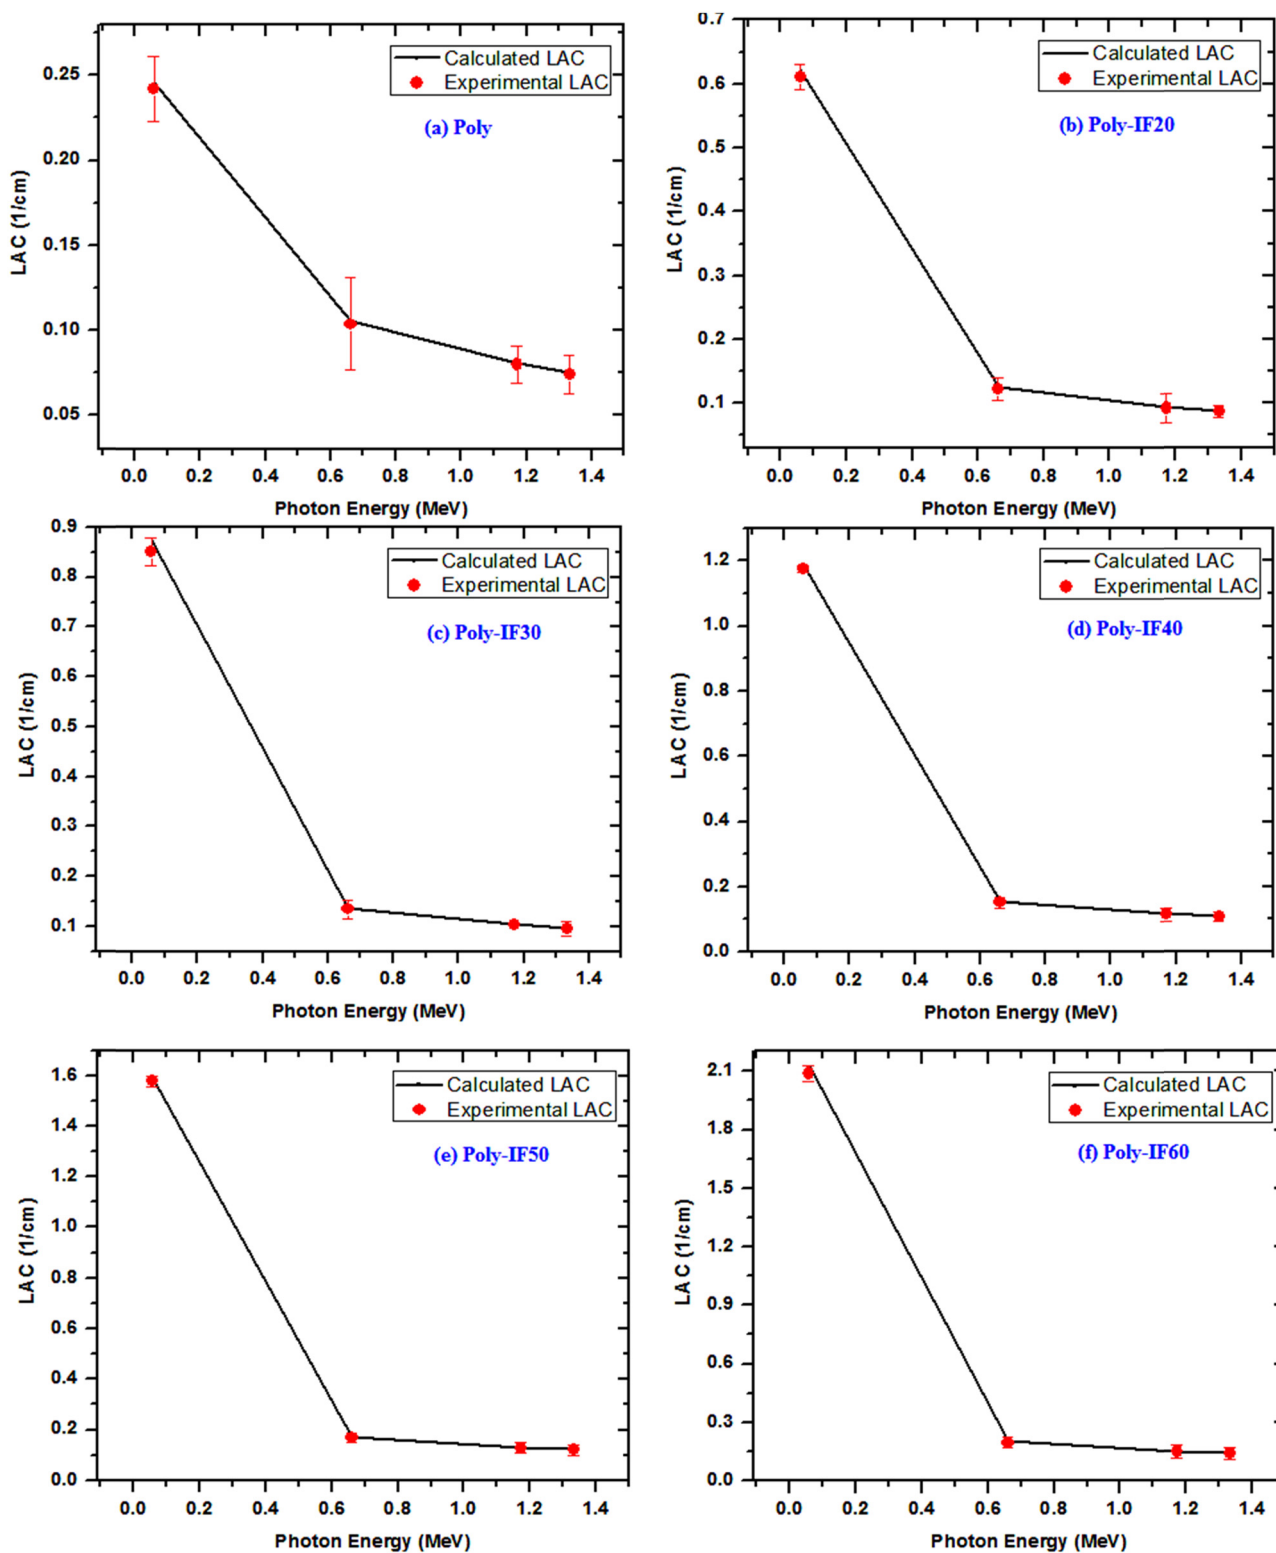 Calculated LAC
Experimental LAC
(a) Poly
LAC (1/cm)
0.25
0.20
0.15
0.10
0.05
0.0 0.2 0.4 0.6 0.8 1.0 1.2 1.4
Photon Energy (MeV)
Calculated LAC
Experimental LAC
(b) Poly-IF20
LAC (1/cm)
0.7
0.6
0.5
0.4
0.3
0.2
0.1
0.0 0.2 0.4 0.6 0.8 1.0 1.2 1.4
Photon Energy (MeV)
Calculated LAC
Experimental LAC
(c) Poly-IF30
LAC (1/cm)
0.9
0.8
0.7
0.6
0.5
0.4
0.3
0.2
0.1
0.0 0.2 0.4 0.6 0.8 1.0 1.2 1.4
Photon Energy (MeV)
Calculated LAC
Experimental LAC
(d) Poly-IF40
LAC (1/cm)
1.2
1.0
0.8
0.6
0.4
0.2
0.0
0.0 0.2 0.4 0.6 0.8 1.0 1.2 1.4
Photon Energy (MeV)
Calculated LAC
Experimental LAC
(e) Poly-IF50
LAC (1/cm)
1.6
1.4
1.2
1.0
0.8
0.6
0.4
0.2
0.0
0.0 0.2 0.4 0.6 0.8 1.0 1.2 1.4
Photon Energy (MeV)
Calculated LAC
Experimental LAC
(f) Poly-IF60
LAC (1/cm)
2.1
1.8
1.5
1.2
0.9
0.6
0.3
0.0
0.0 0.2 0.4 0.6 0.8 1.0 1.2 1.4
Photon Energy (MeV)